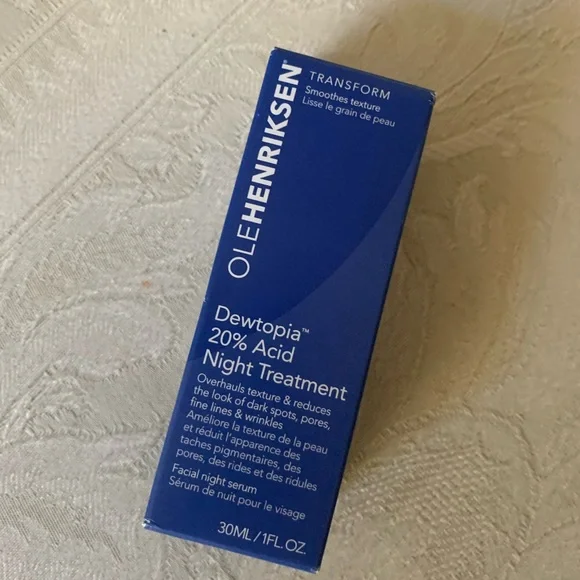 OLEHENRIKSEN®
TRANSFORM
Smoothes texture
Lisse le grain de peau
Dewtopia™
20% Acid
Night Treatment
Overhauls texture & reduces
the look of dark spots, pores,
fine lines & wrinkles
Améliore la texture de la peau
et réduit l'apparence des
taches pigmentaires, des
pores, des rides et des ridules
Facial night serum
Sérum de nuit pour le visage
30ML/1FL.OZ.